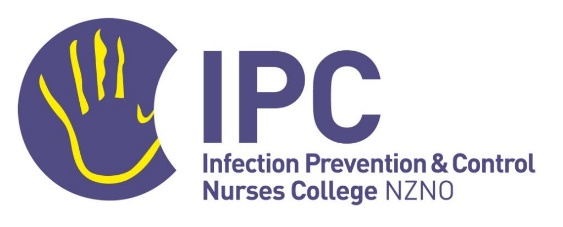 IPC
Infection Prevention & Control
Nurses College NZNO